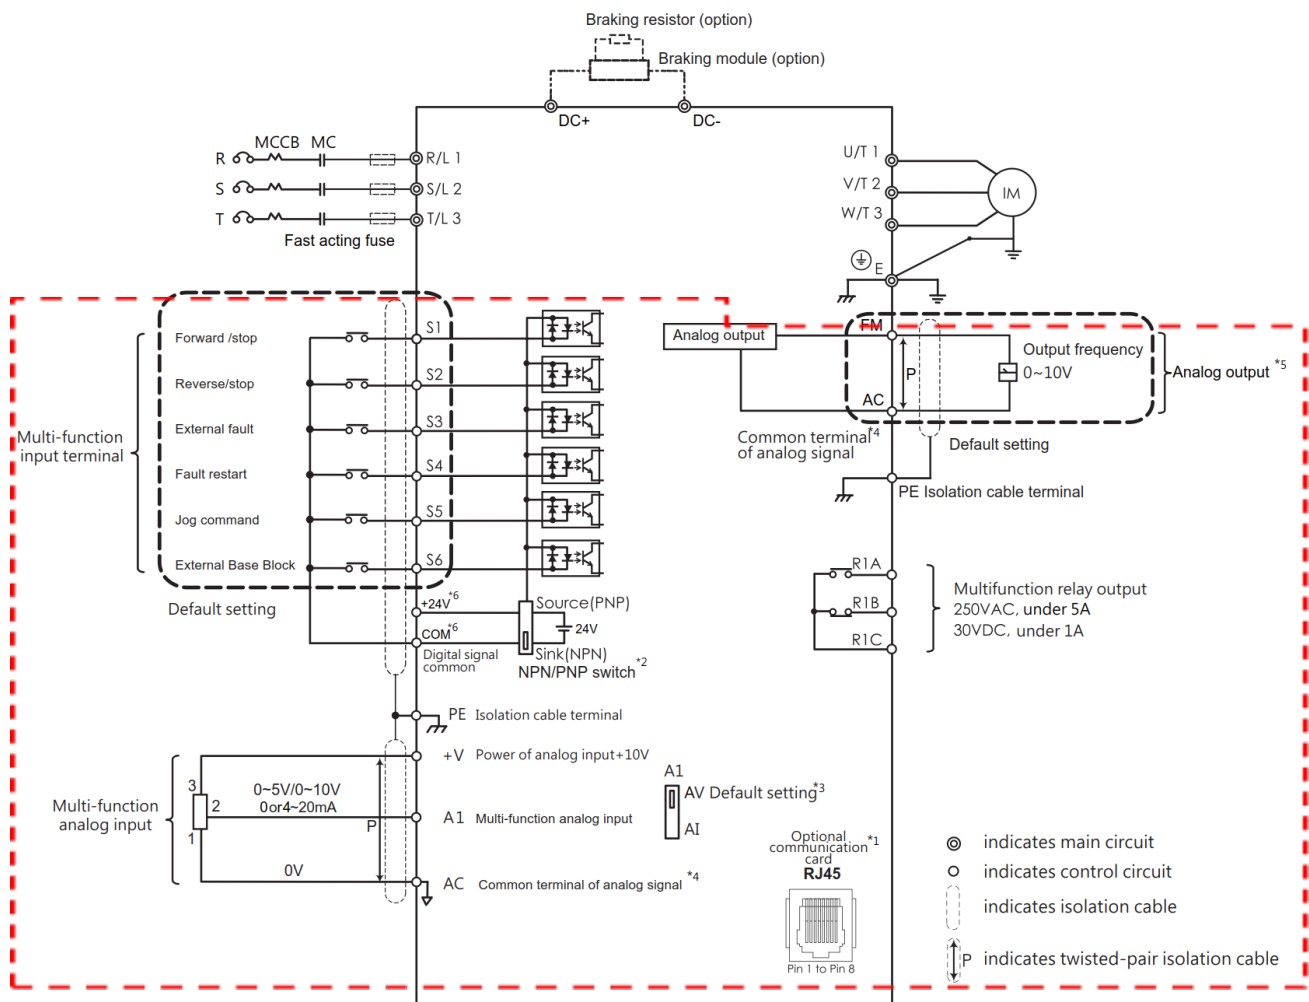 Braking resistor (option)
Braking module (option)
DC+
DC-
MCCB MC
R
R/L 1
S
S/L 2
T
T/L 3
Fast acting fuse
U/T 1
V/T 2
W/T 3
IM
E
Multi-function
input terminal
Forward /stop
S1
Reverse/stop
S2
External fault
S3
Fault restart
S4
Jog command
S5
External Base Block
S6
Default setting
+24V*6
COM*6
Digital signal
common
Source(PNP)
24V
Sink(NPN)
NPN/PNP switch*2
PE Isolation cable terminal
Analog output
FM
P
AC
Output frequency
0~10V
Analog output *5
Common terminal*4
of analog signal
Default setting
PE Isolation cable terminal
R1A
R1B
R1C
Multifunction relay output
250VAC, under 5A
30VDC, under 1A
Multi-function
analog input
3
2
1
0~5V/0~10V
0or4~20mA
P
0V
+V Power of analog input+10V
A1 Multi-function analog input
AC Common terminal of analog signal *4
A1
AV Default setting*3
AI
Optional
communication*1
card
RJ45
Pin 1 to Pin 8
indicates main circuit
indicates control circuit
indicates isolation cable
P indicates twisted-pair isolation cable